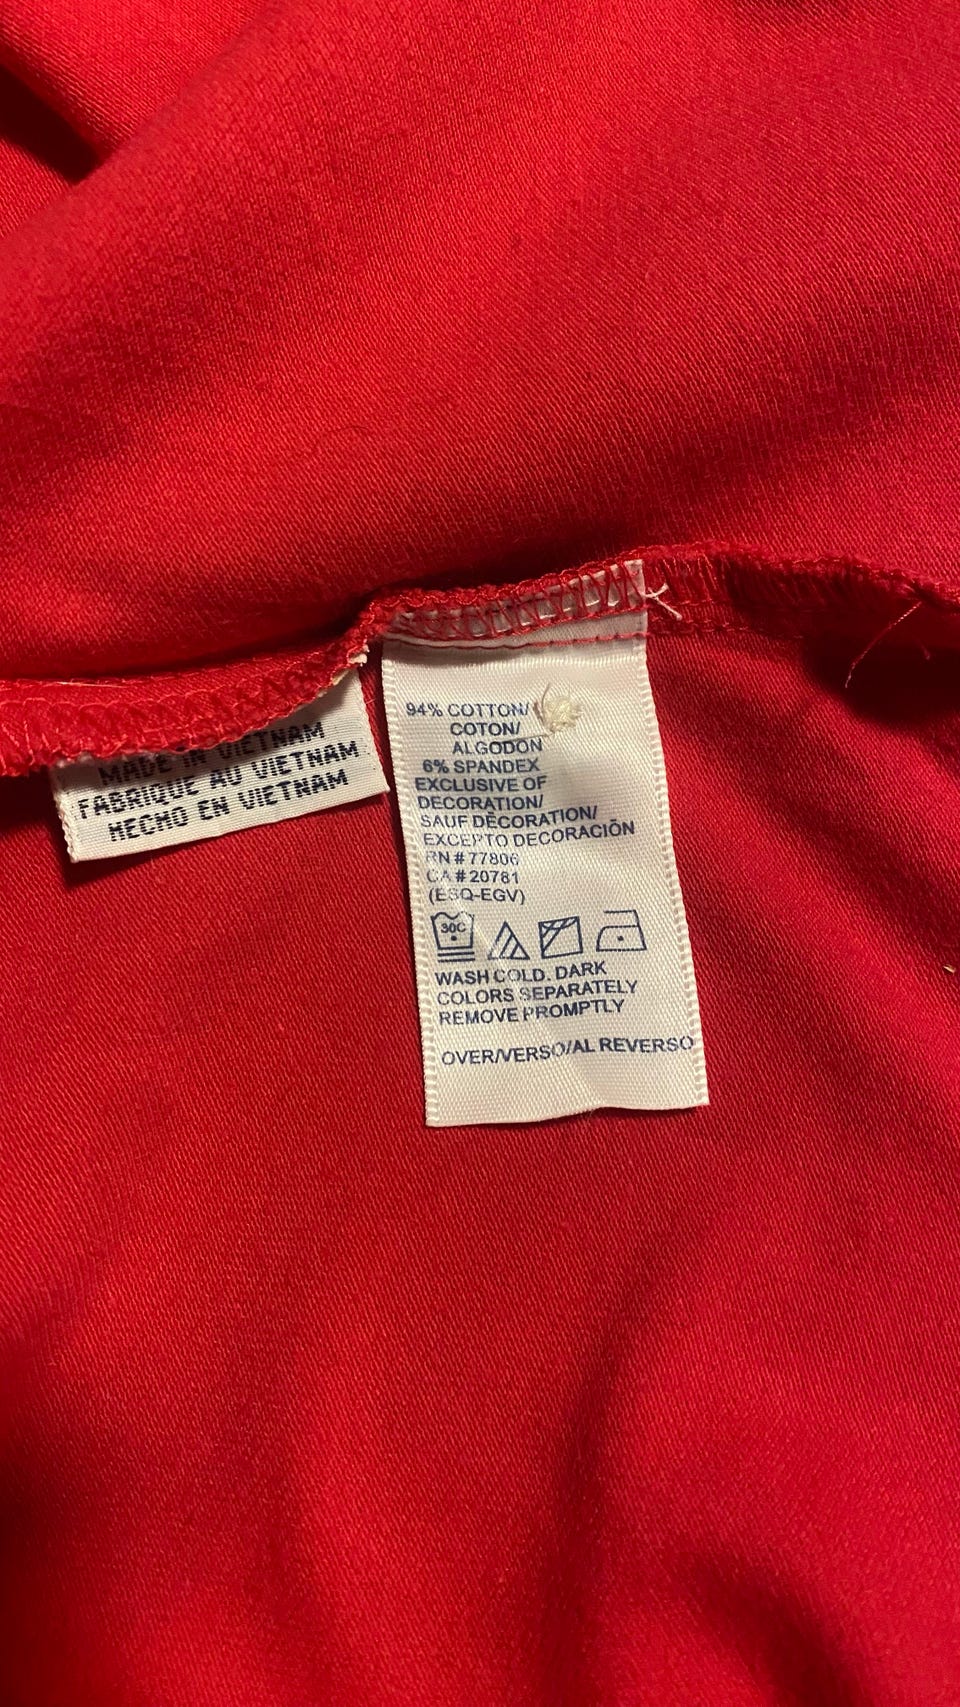 MADE IN VIETNAM
FABRIQUE AU VIETNAM
HECHO EN VIETNAM
94% COTTON/
COTON/
ALGODON
6% SPANDEX
EXCLUSIVE OF
DECORATION/
SAUF DÉCORATION/
EXCEPTO DECORACIÓN
RN # 77806
CA # 20781
(ESQ-EGV)
30C
WASH COLD. DARK
COLORS SEPARATELY
REMOVE PROMPTLY
OVER/VERSO/AL REVERSO